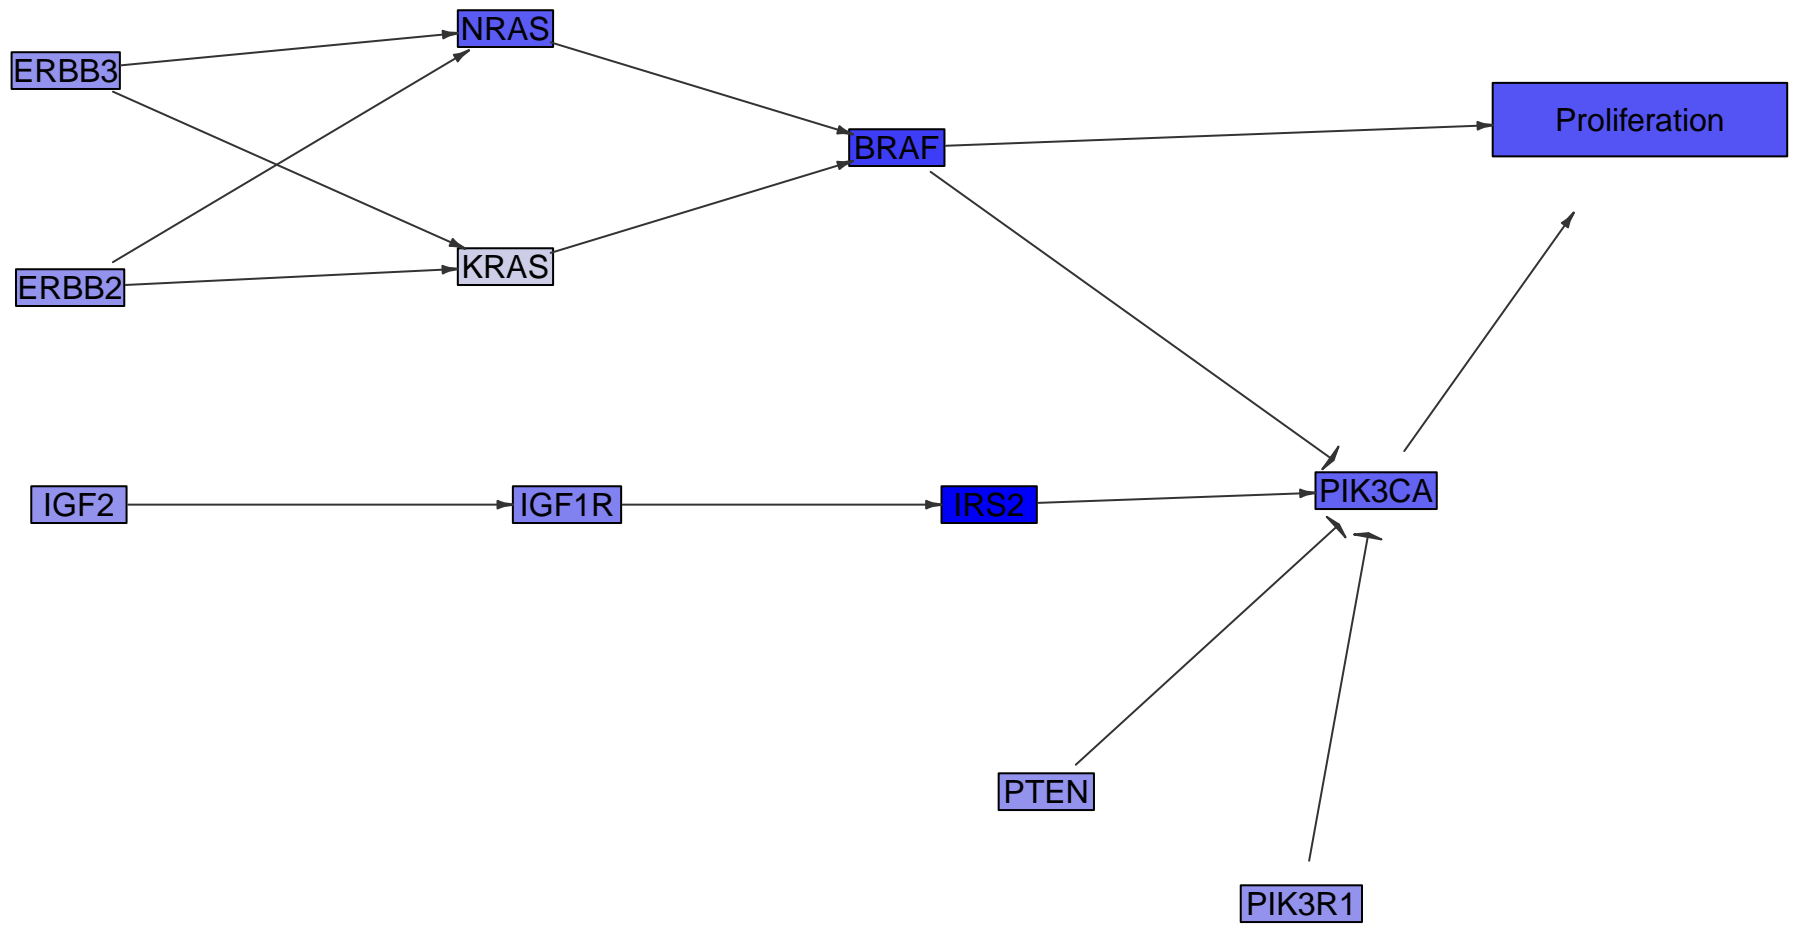 NRAS
ERBB3
Proliferation
BRAF
KRAS
ERBB2
PIK3CA
IGF2
IGF1R
IRS2
PTEN
PIK3R1